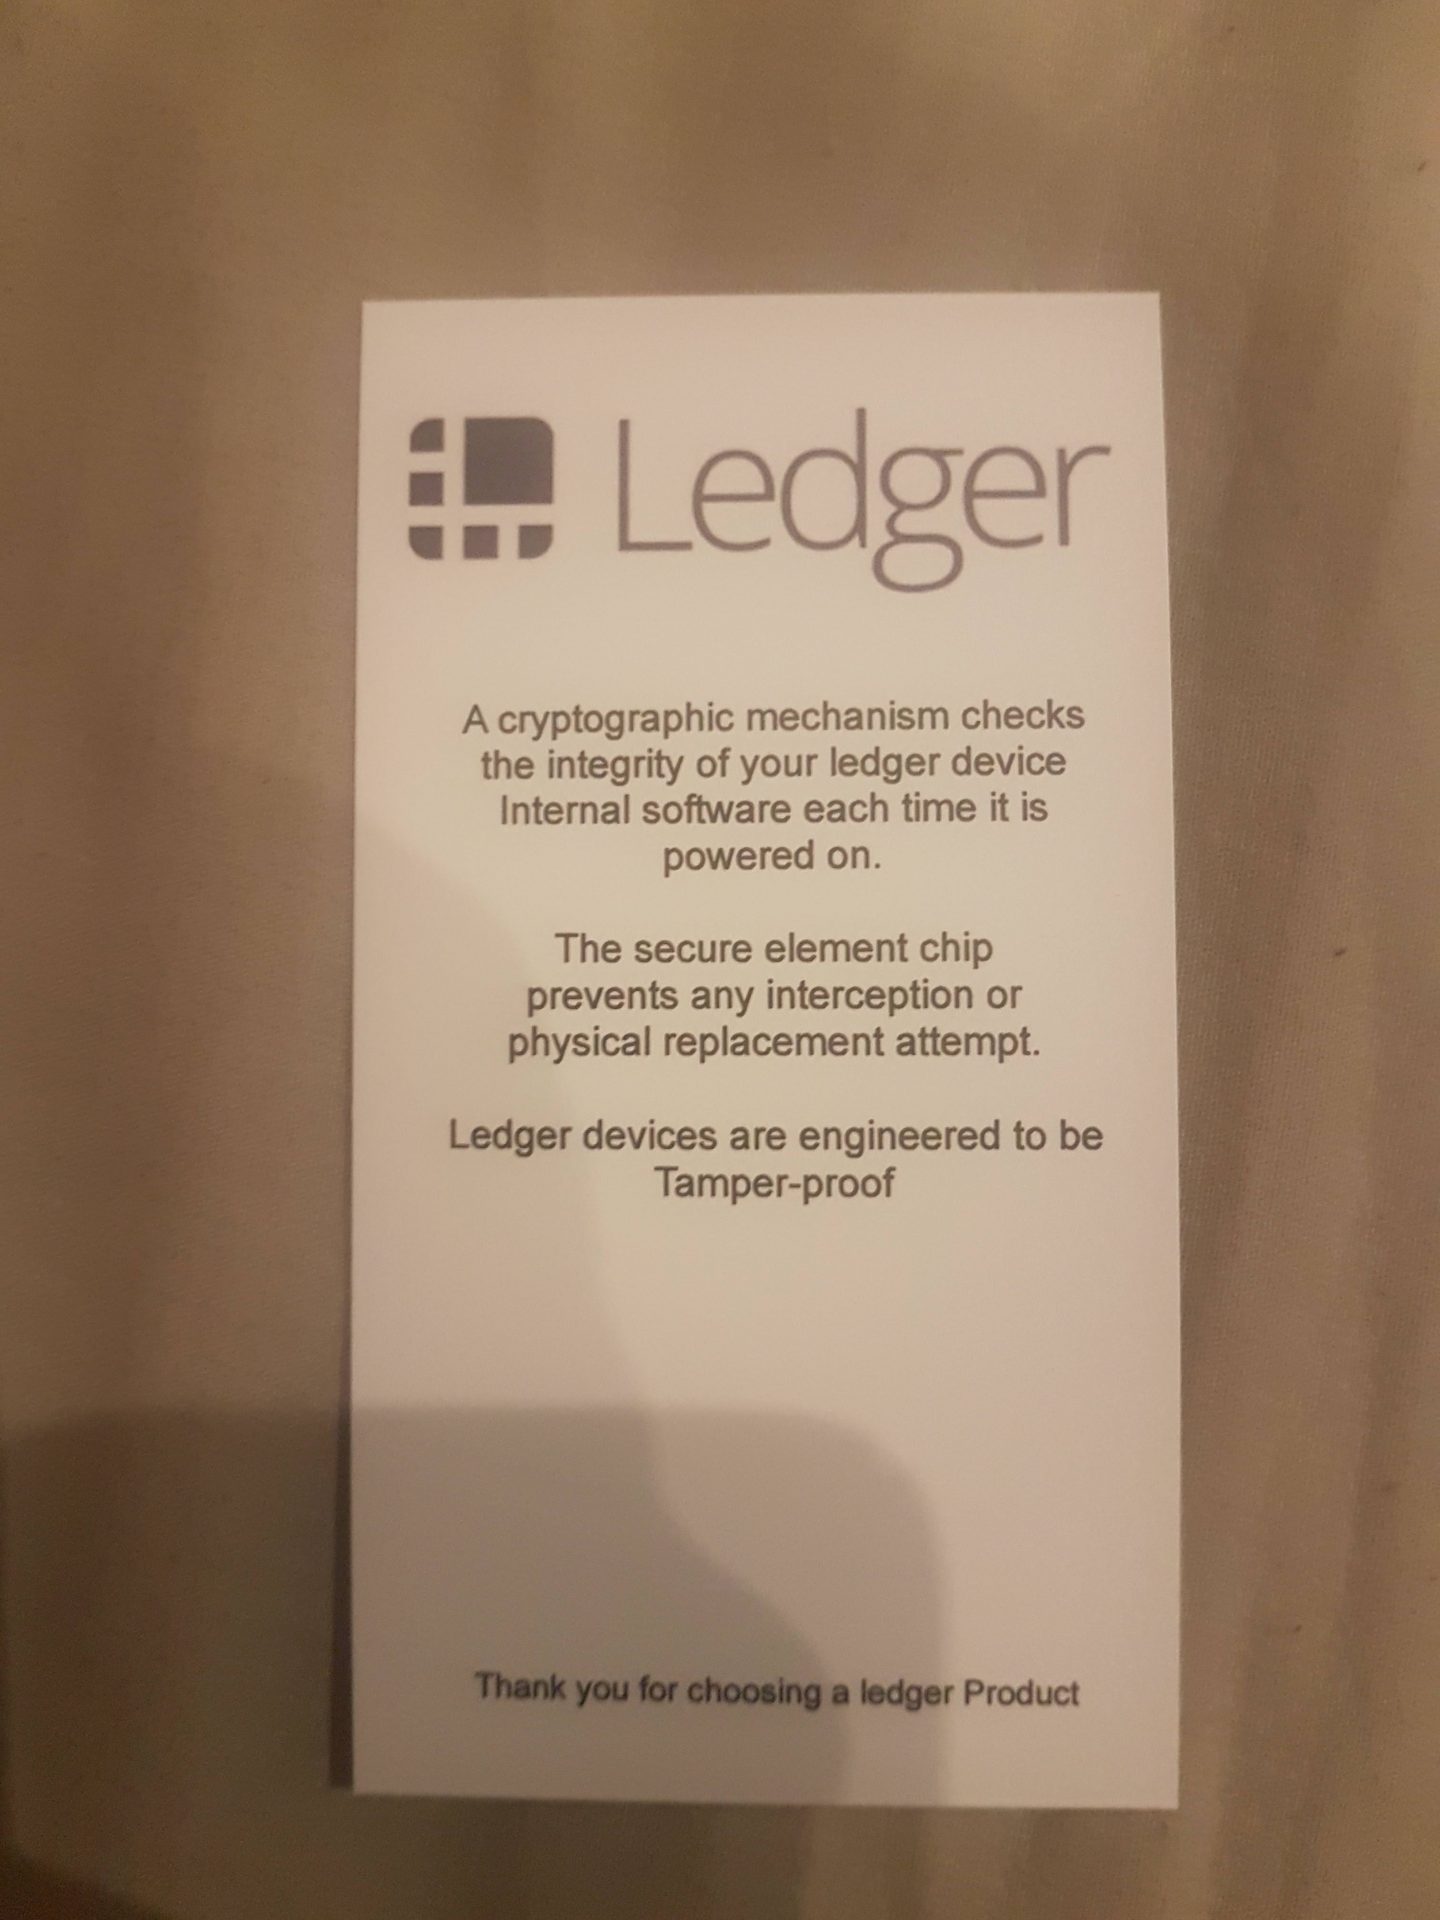 Ledger
A cryptographic mechanism checks
the integrity of your ledger device
Internal software each time it is
powered on.
The secure element chip
prevents any interception or
physical replacement attempt.
Ledger devices are engineered to be
Tamper-proof
Thank you for choosing a ledger Product